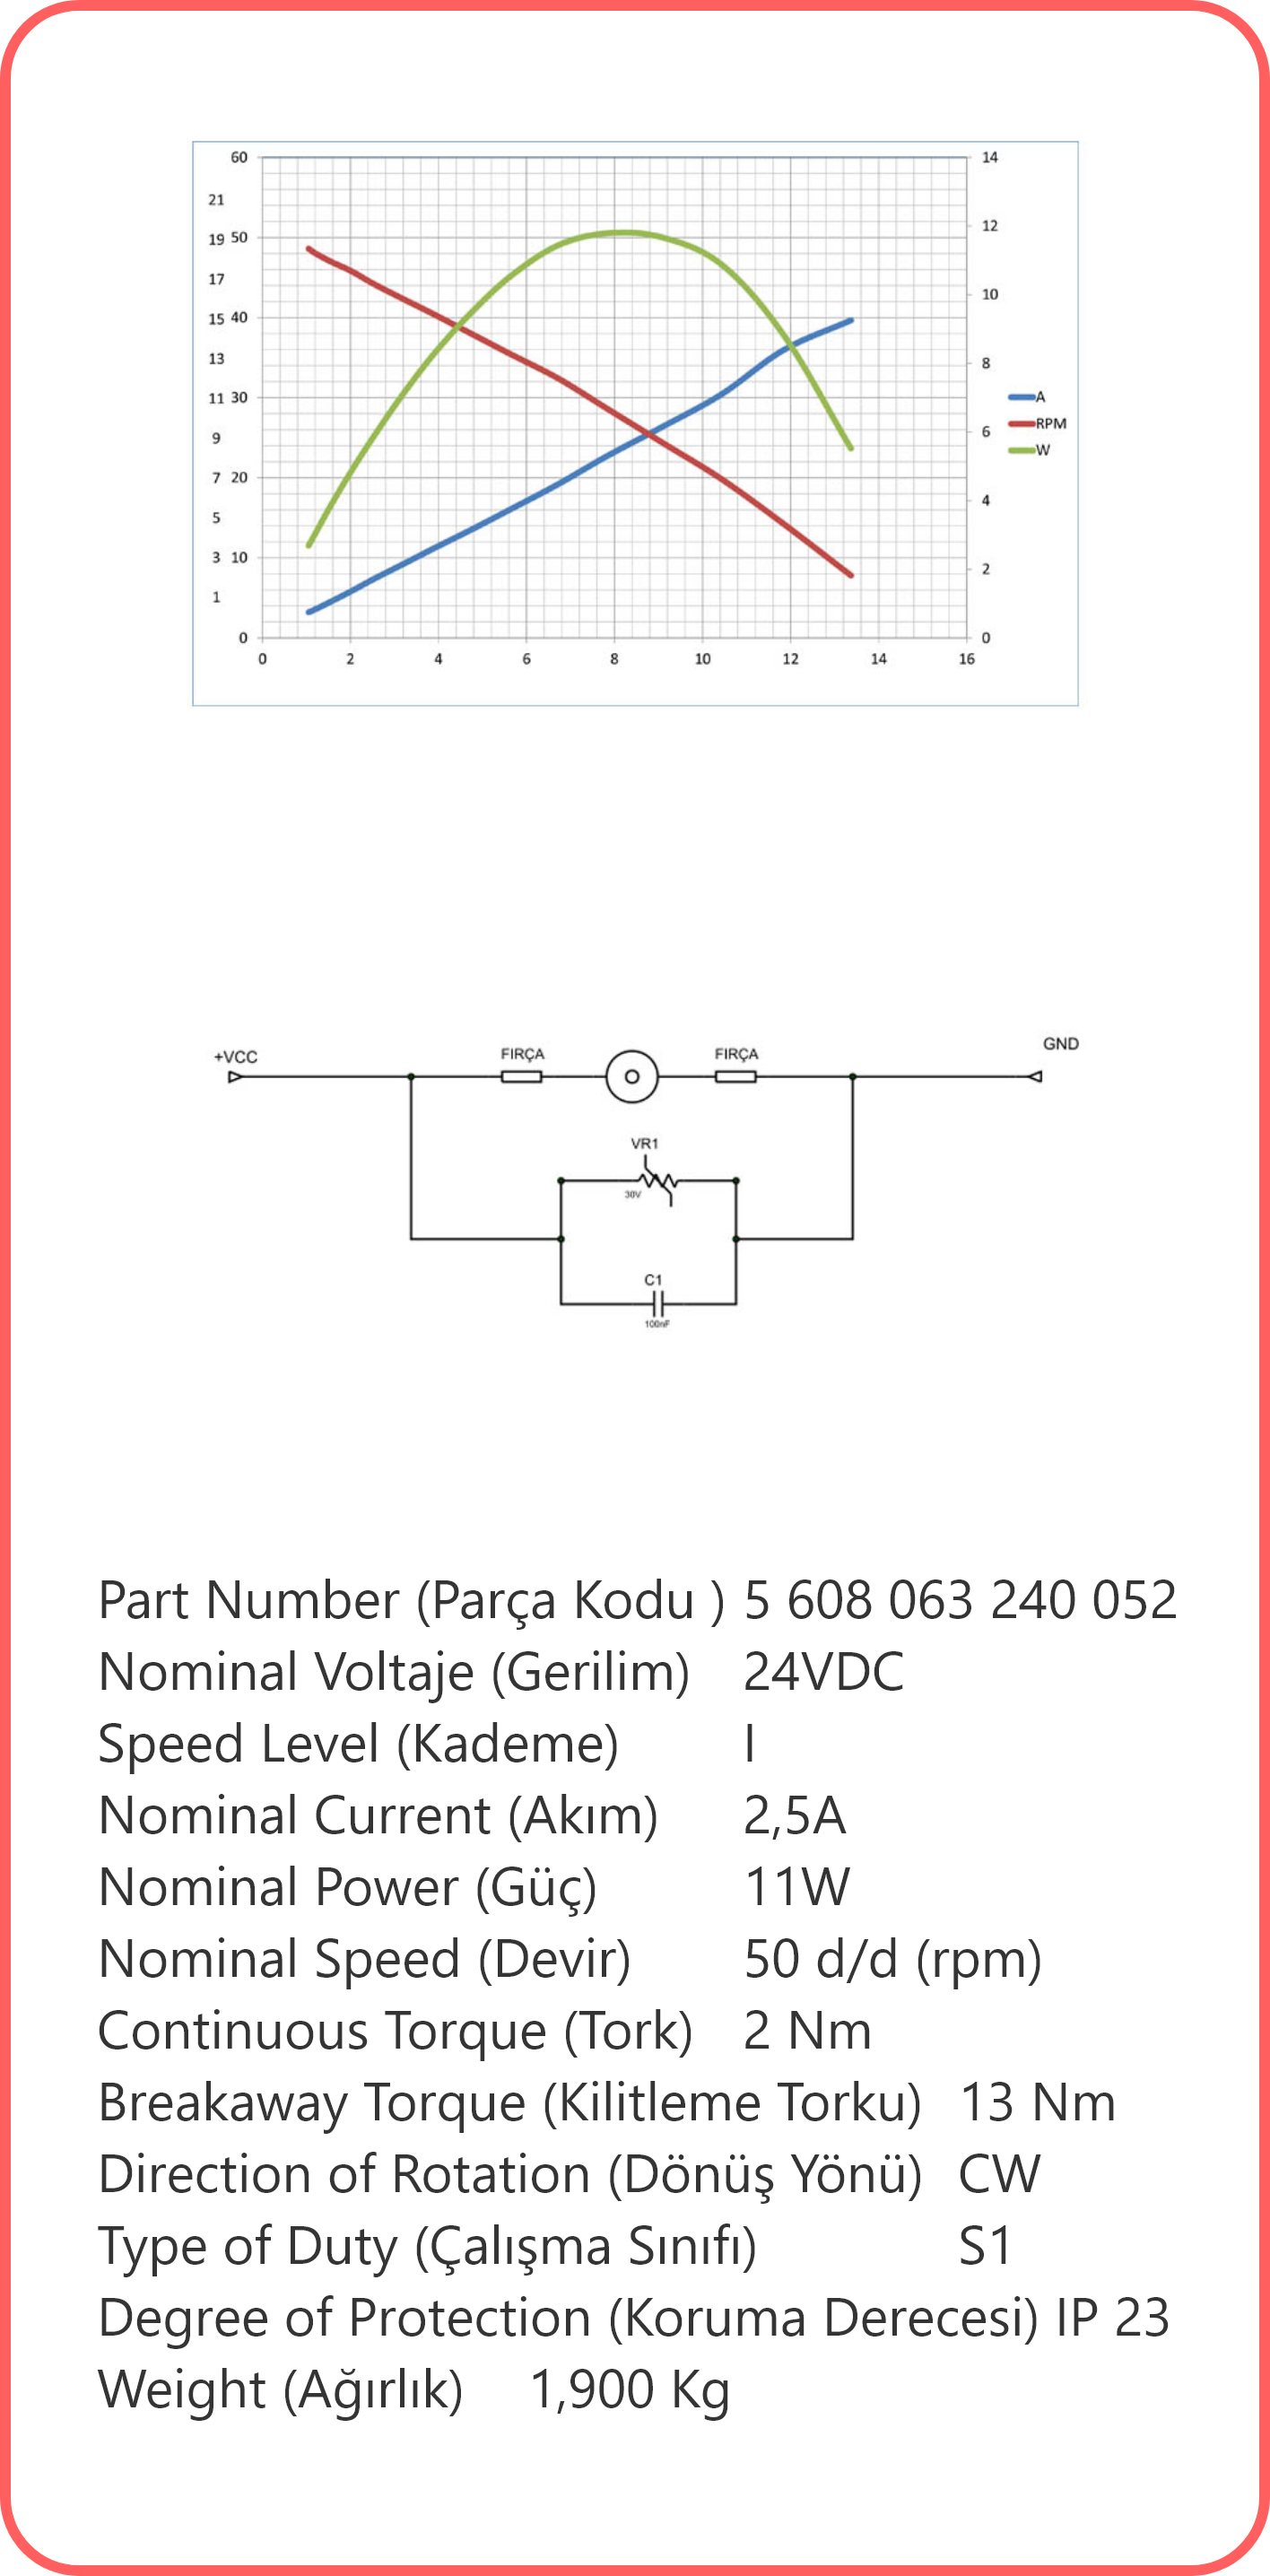 60 14
21
12
19 50
17
10
15 40
13
8
11 30
A
9
6
RPM
W
7 20
5
4
3 10
2
1
0 0
0 2 4 6 8 10 12 14 16
+VCC FIRÇA FIRÇA GND
VR1
30V
C1
100nF
Part Number (Parça Kodu ) 5 608 063 240 052
Nominal Voltaje (Gerilim) 24VDC
Speed Level (Kademe) I
Nominal Current (Akım) 2,5A
Nominal Power (Güç) 11W
Nominal Speed (Devir) 50 d/d (rpm)
Continuous Torque (Tork) 2 Nm
Breakaway Torque (Kilitleme Torku) 13 Nm
Direction of Rotation (Dönüş Yönü) CW
Type of Duty (Çalışma Sınıfı) S1
Degree of Protection (Koruma Derecesi) IP 23
Weight (Ağırlık) 1,900 Kg